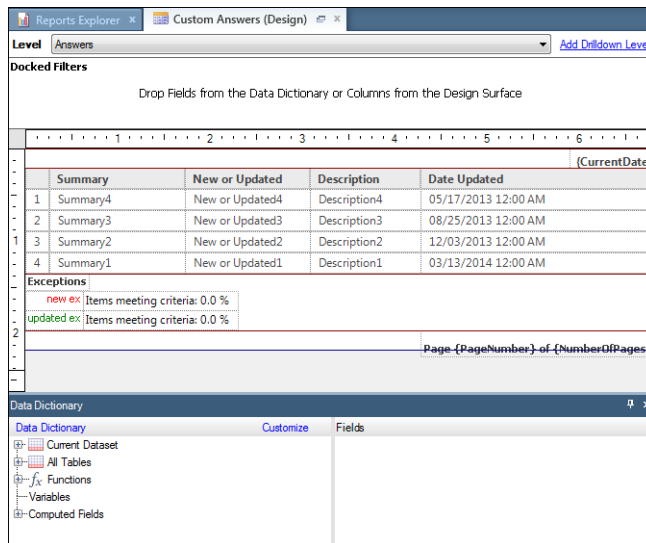 Reports Explorer × Custom Answers (Design) ×
Level Answers Add Drilldown Leve
Docked Filters
Drop Fields from the Data Dictionary or Columns from the Design Surface
1 2 3 4 5 6
{CurrentDate
Summary New or Updated Description Date Updated
1 Summary4 New or Updated4 Description4 05/17/2013 12:00 AM
2 Summary3 New or Updated3 Description3 08/25/2013 12:00 AM
1
3 Summary2 New or Updated2 Description2 12/03/2013 12:00 AM
4 Summary1 New or Updated1 Description1 03/13/2014 12:00 AM
Exceptions
new ex Items meeting criteria: 0.0 %
updated ex Items meeting criteria: 0.0 %
2
Page {PageNumber} of {NumberOfPages
Data Dictionary
Data Dictionary Customize Fields
Current Dataset
All Tables
fx Functions
Variables
Computed Fields